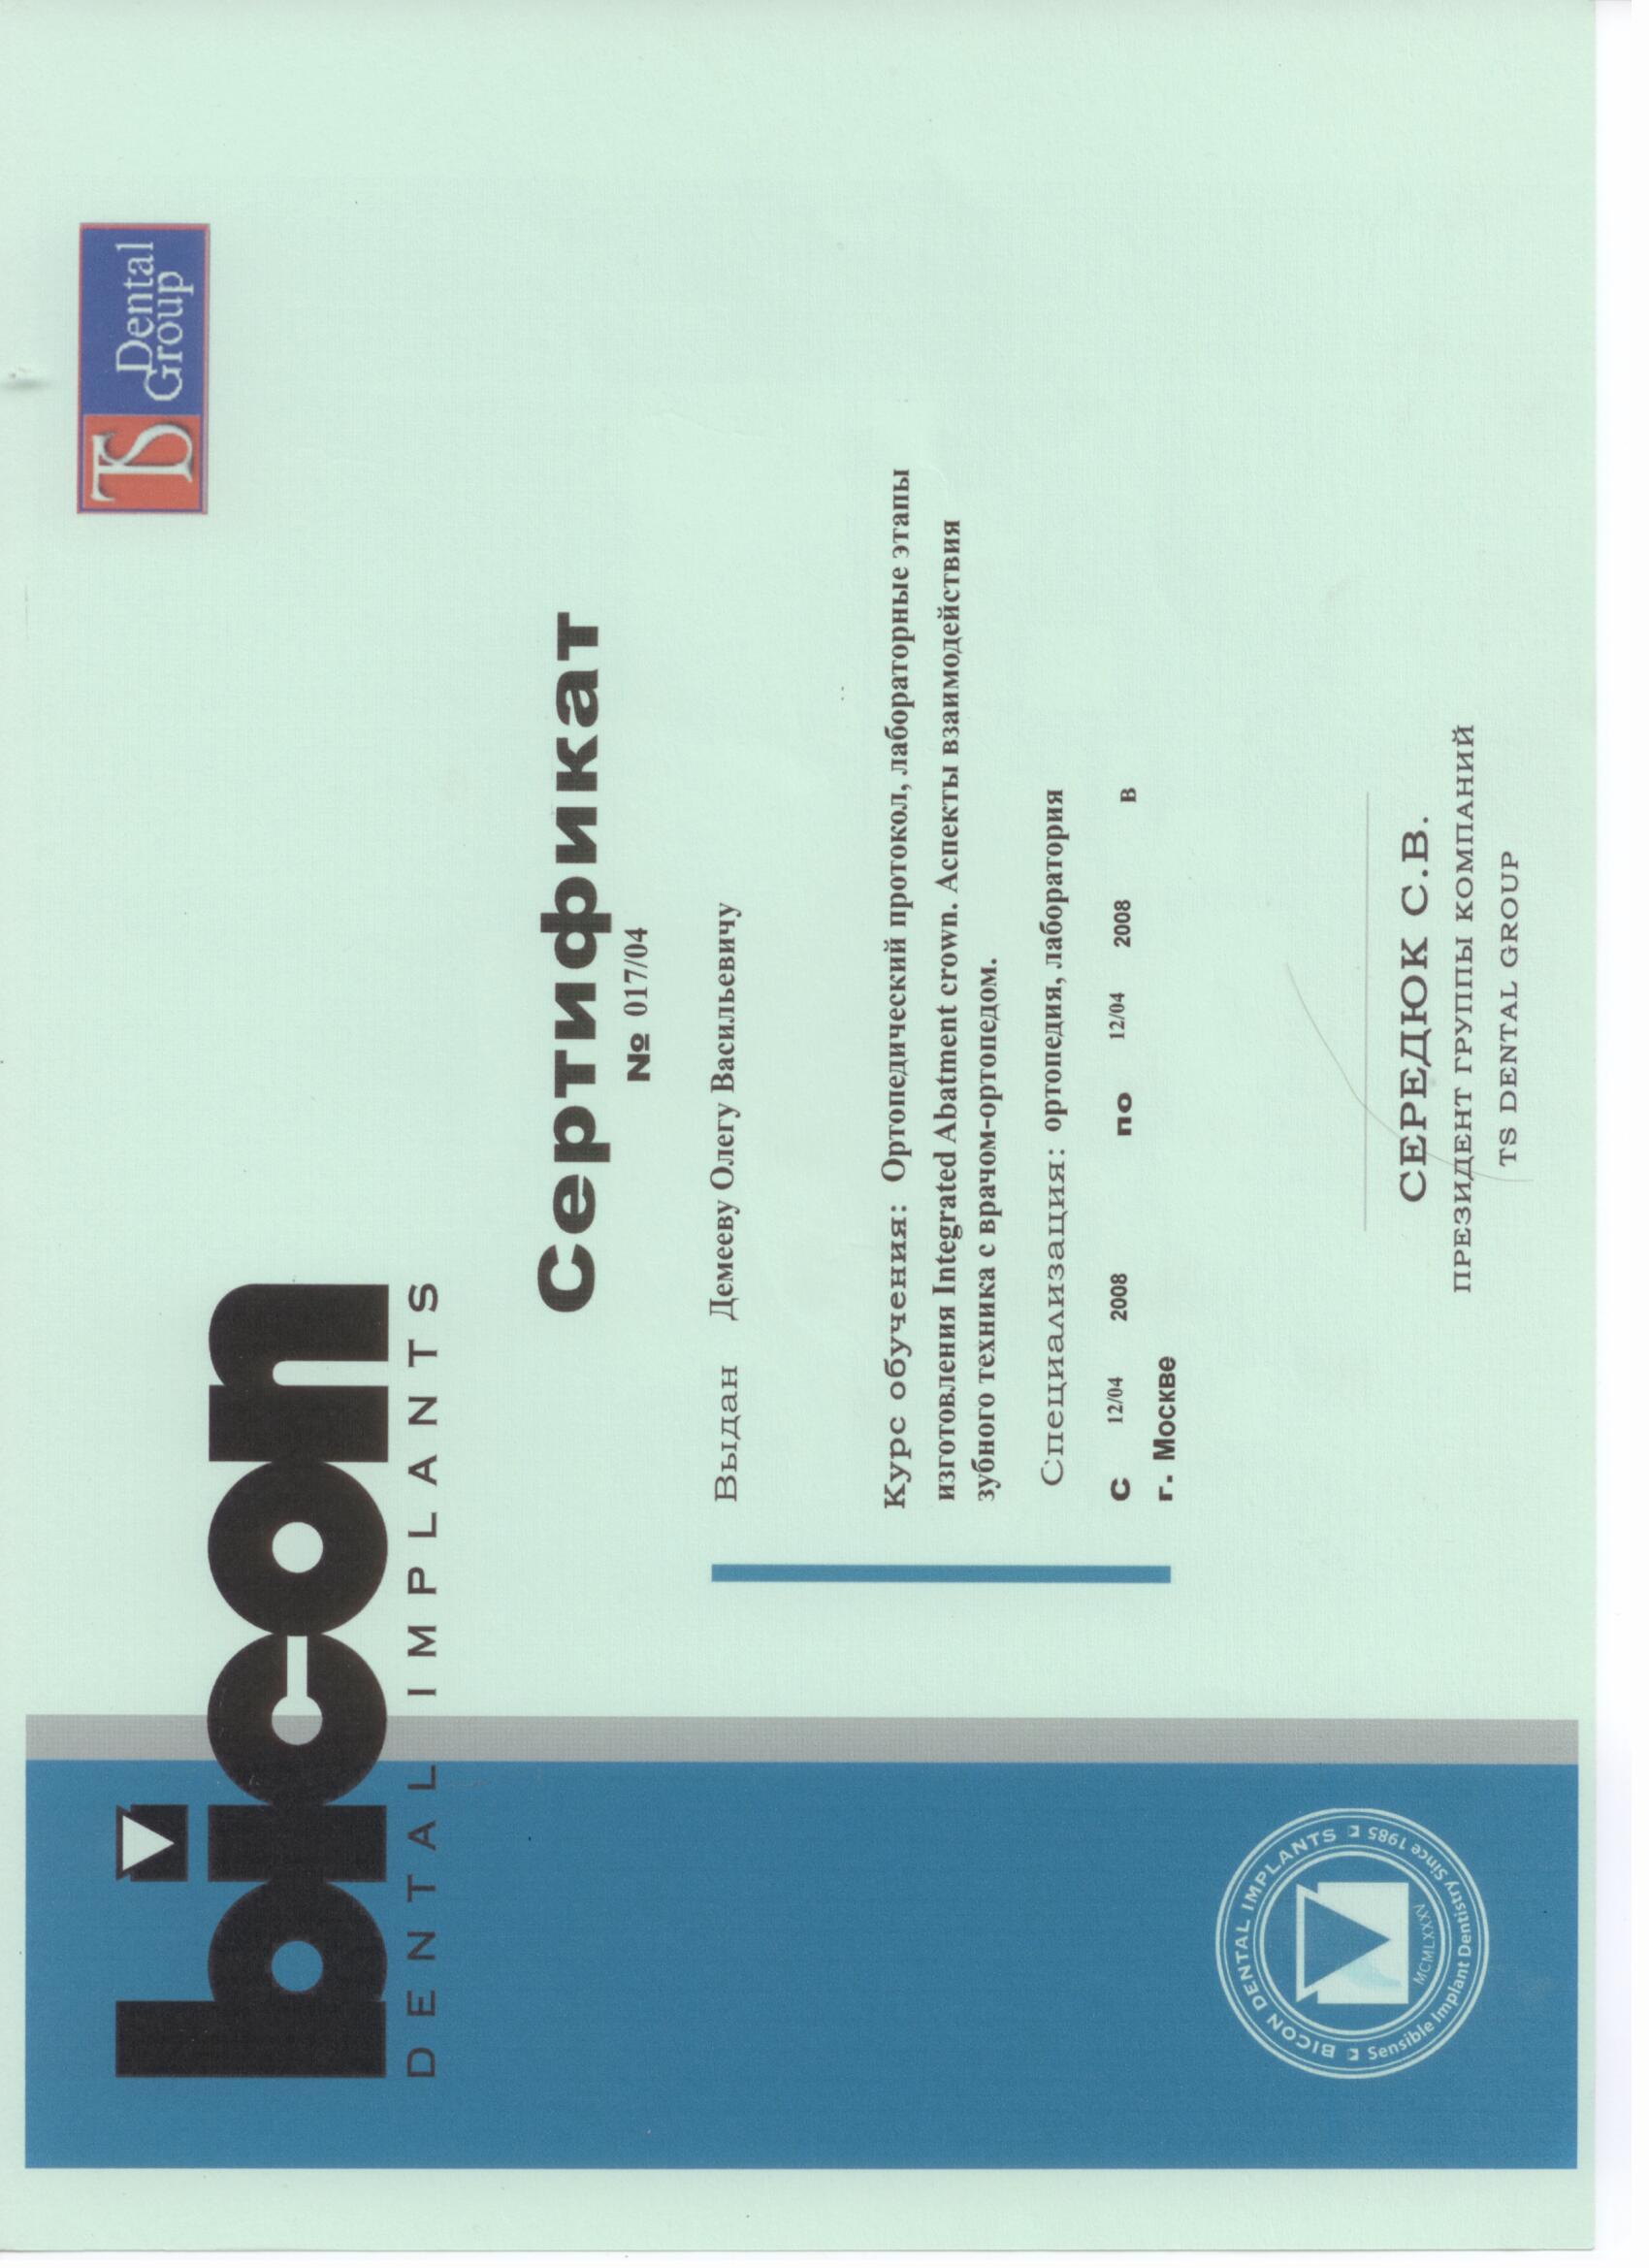 bicon
DENTAL IMPLANTS
TS Dental
Group
Сертификат
№ 017/04
Выдан Демееву Олегу Васильевичу
Курс обучения: Ортопедический протокол, лабораторные этапы
изготовления Integrated Abatment crown. Аспекты взаимодействия
зубного техника с врачом-ортопедом.
Специализация: ортопедия, лаборатория
С 12/04 2008 по 12/04 2008 в
г. Москве
СЕРЕДЮК С.В.
ПРЕЗИДЕНТ ГРУППЫ КОМПАНИЙ
TS DENTAL GROUP
BICON DENTAL IMPLANTS
Sensible Implant Dentistry Since 1985
MCMLXXXV